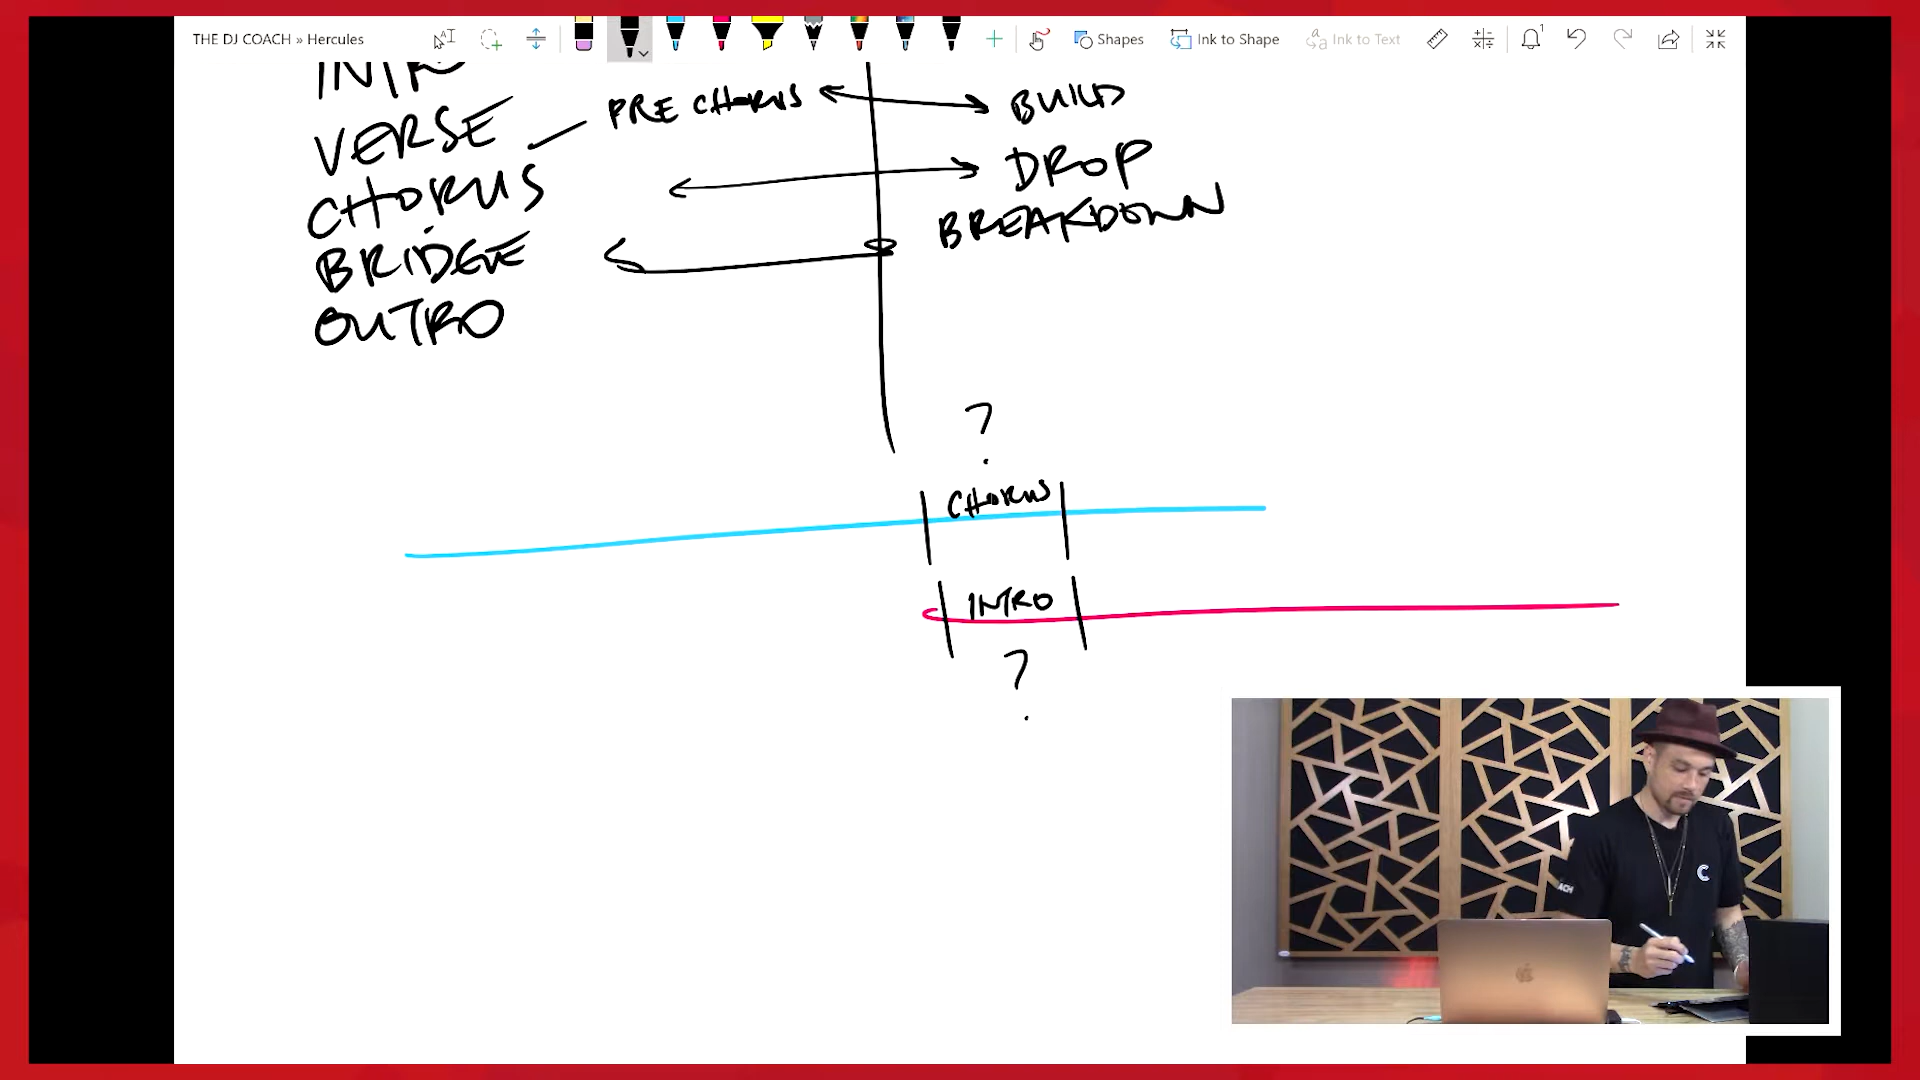 THE DJ COACH » Hercules
Shapes
Ink to Shape
Ink to Text
INTRO
VERSE
PRE CHORUS
BUILD
CHORUS
DROP
BRIDGE
BREAKDOWN
OUTRO
?
CHORUS
INTRO
?
C